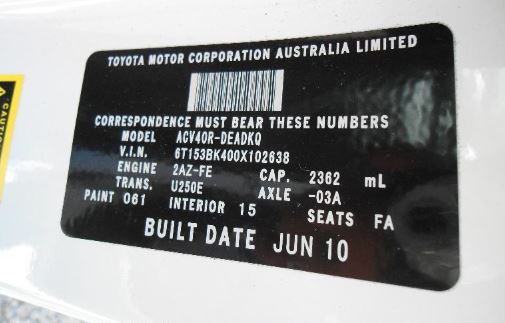 TOYOTA MOTOR CORPORATION AUSTRALIA LIMITED
CORRESPONDENCE MUST BEAR THESE NUMBERS
MODEL ACV40R-DEADKQ
V.I.N. 6T153BK400X102638
ENGINE 2AZ-FE CAP. 2362 mL
TRANS. U250E AXLE -03A
PAINT 061 INTERIOR 15 SEATS FA
BUILT DATE JUN 10
CAUTION